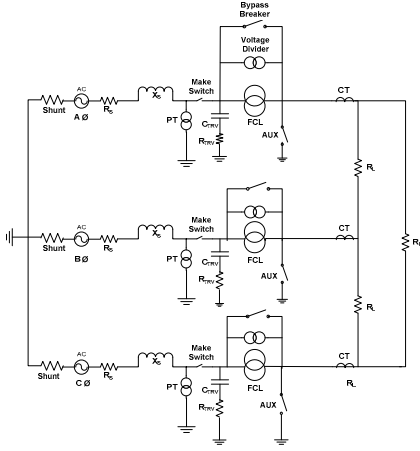 Bypass
Breaker
Voltage
Divider
AC
Shunt
A Ø
RS
XS
Make
Switch
PT
CTRV
RTRV
FCL
AUX
CT
RL
AC
Shunt
B Ø
RS
XS
Make
Switch
PT
CTRV
RTRV
FCL
AUX
CT
RL
AC
Shunt
C Ø
RS
XS
Make
Switch
PT
CTRV
RTRV
FCL
AUX
CT
RL